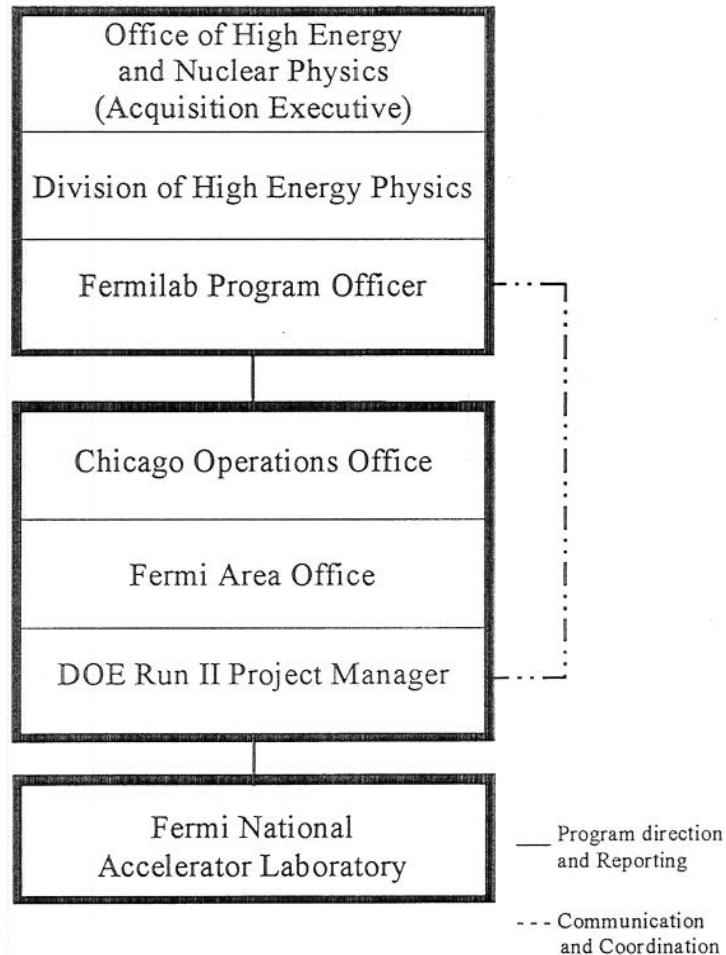 Office of High Energy
and Nuclear Physics
(Acquisition Executive)
Division of High Energy Physics
Fermilab Program Officer
Chicago Operations Office
Fermi Area Office
DOE Run II Project Manager
Fermi National
Accelerator Laboratory
Program direction
and Reporting
Communication
and Coordination